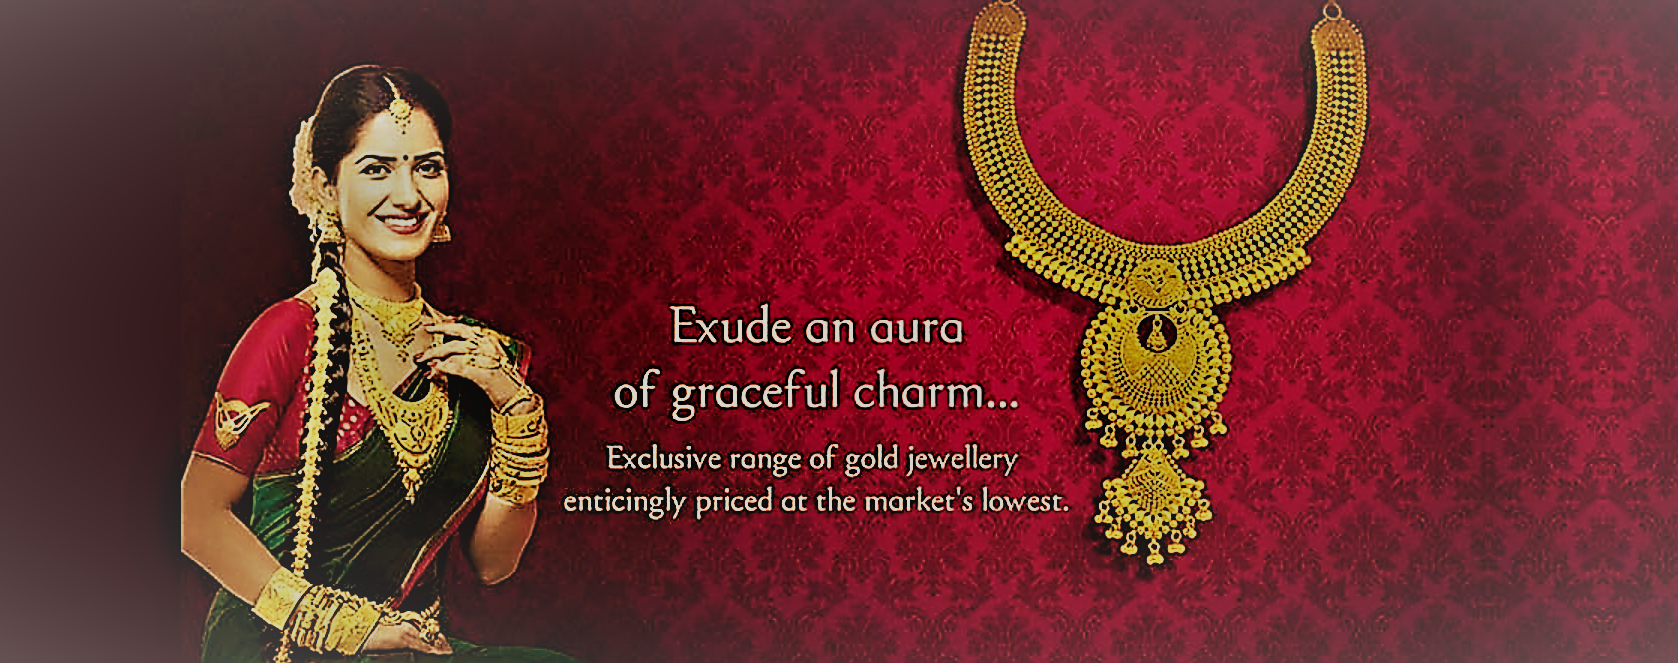 Exude an aura
of graceful charm...
Exclusive range of gold jewellery
enticingly priced at the market's lowest.